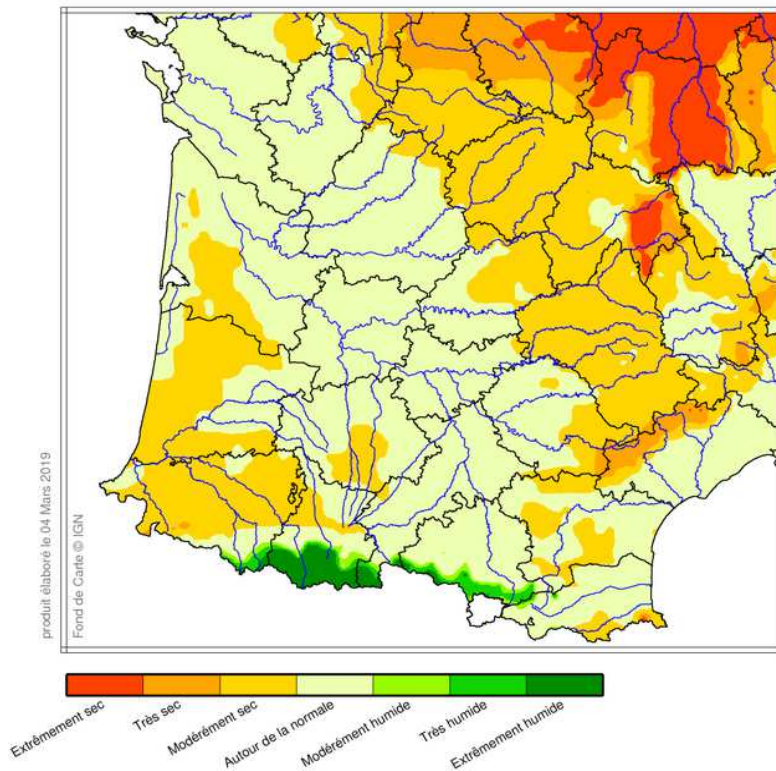 produit élaboré le 04 Mars 2019
Fond de Carte © IGN
Extrêmement sec
Très sec
Modérément sec
Autour de la normale
Modérément humide
Très humide
Extrêmement humide